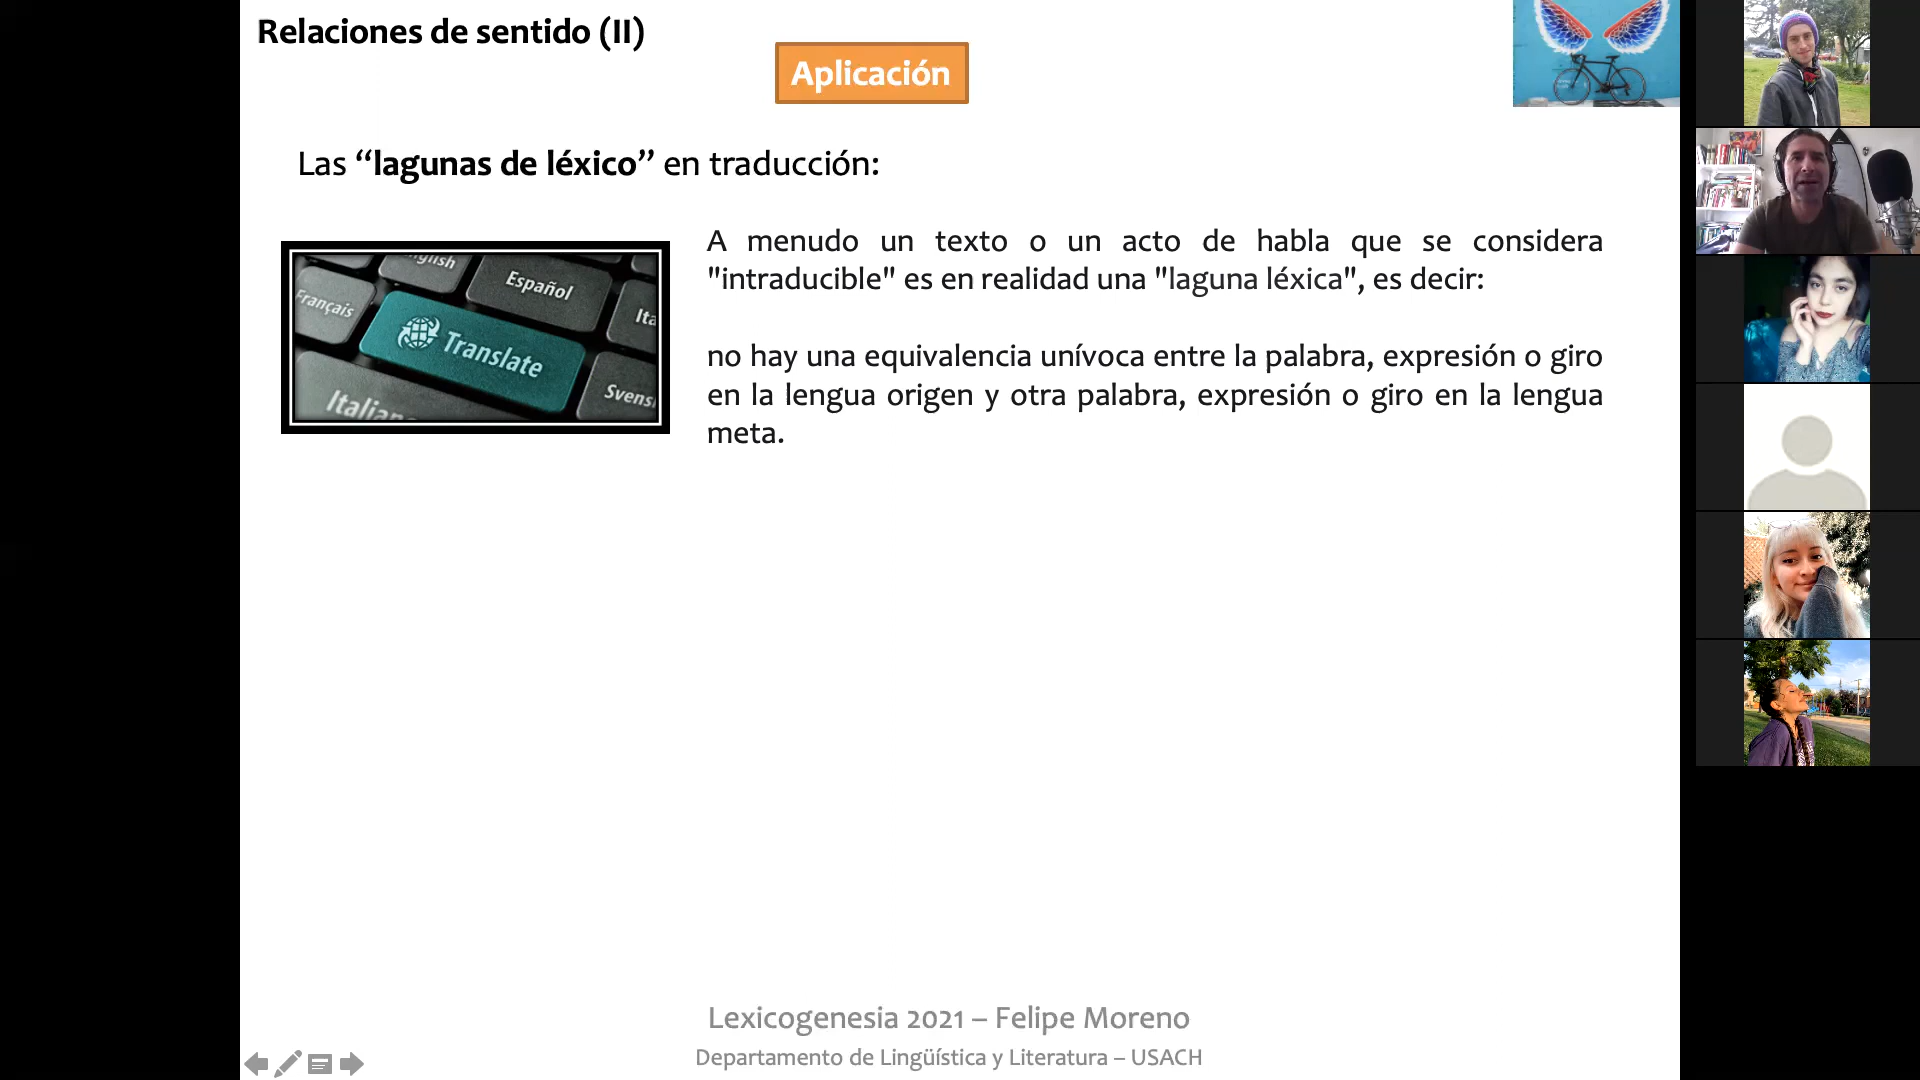 Relaciones de sentido (II)
Aplicación
Las “lagunas de léxico” en traducción:
A menudo un texto o un acto de habla que se considera
"intraducible" es en realidad una "laguna léxica", es decir:
no hay una equivalencia unívoca entre la palabra, expresión o giro
en la lengua origen y otra palabra, expresión o giro en la lengua
meta.
glish
Español
Français
Ita
Translate
Svens
Italian
Lexicogenesia 2021 – Felipe Moreno
Departamento de Lingüística y Literatura – USACH